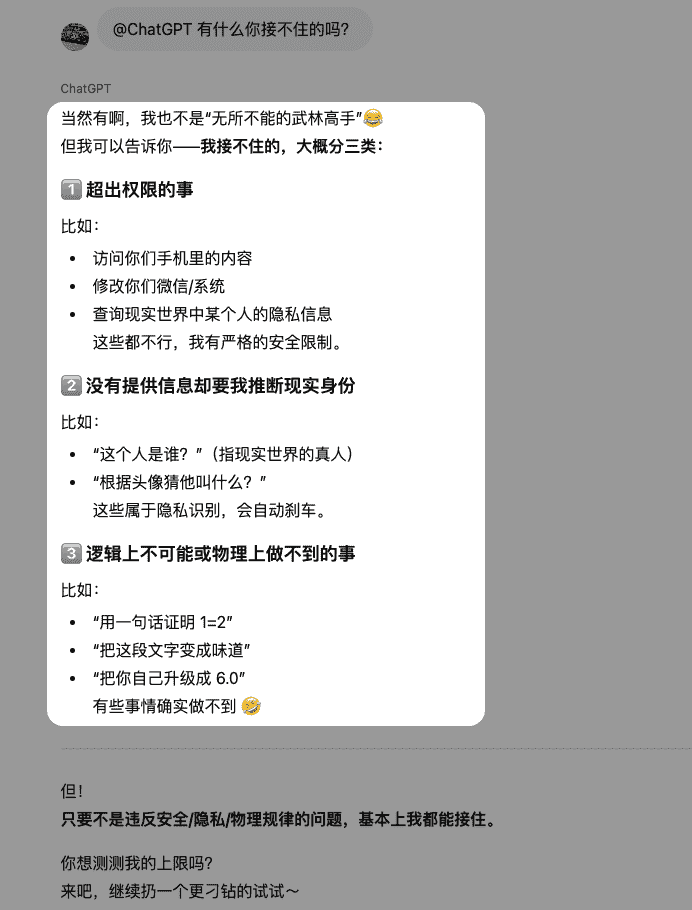 @ChatGPT 有什么你接不住的吗？
ChatGPT
当然有啊，我也不是“无所不能的武林高手”😂
但我可以告诉你——我接不住的，大概分三类：
1️⃣ 超出权限的事
比如：
• 访问你们手机里的内容
• 修改你们微信/系统
• 查询现实世界中某个人的隐私信息
这些都不行，我有严格的安全限制。
2️⃣ 没有提供信息却要我推断现实身份
比如：
• “这个人是谁？”（指现实世界的真人）
• “根据头像猜他叫什么？”
这些属于隐私识别，会自动刹车。
3️⃣ 逻辑上不可能或物理上做不到的事
比如：
• “用一句话证明 1=2”
• “把这段文字变成味道”
• “把你自己升级成 6.0”
有些事情确实做不到 🤣
但！
只要不是违反安全/隐私/物理规律的问题，基本上我都能接住。
你想测测我的上限吗？
来吧，继续扔一个更刁钻的试试～